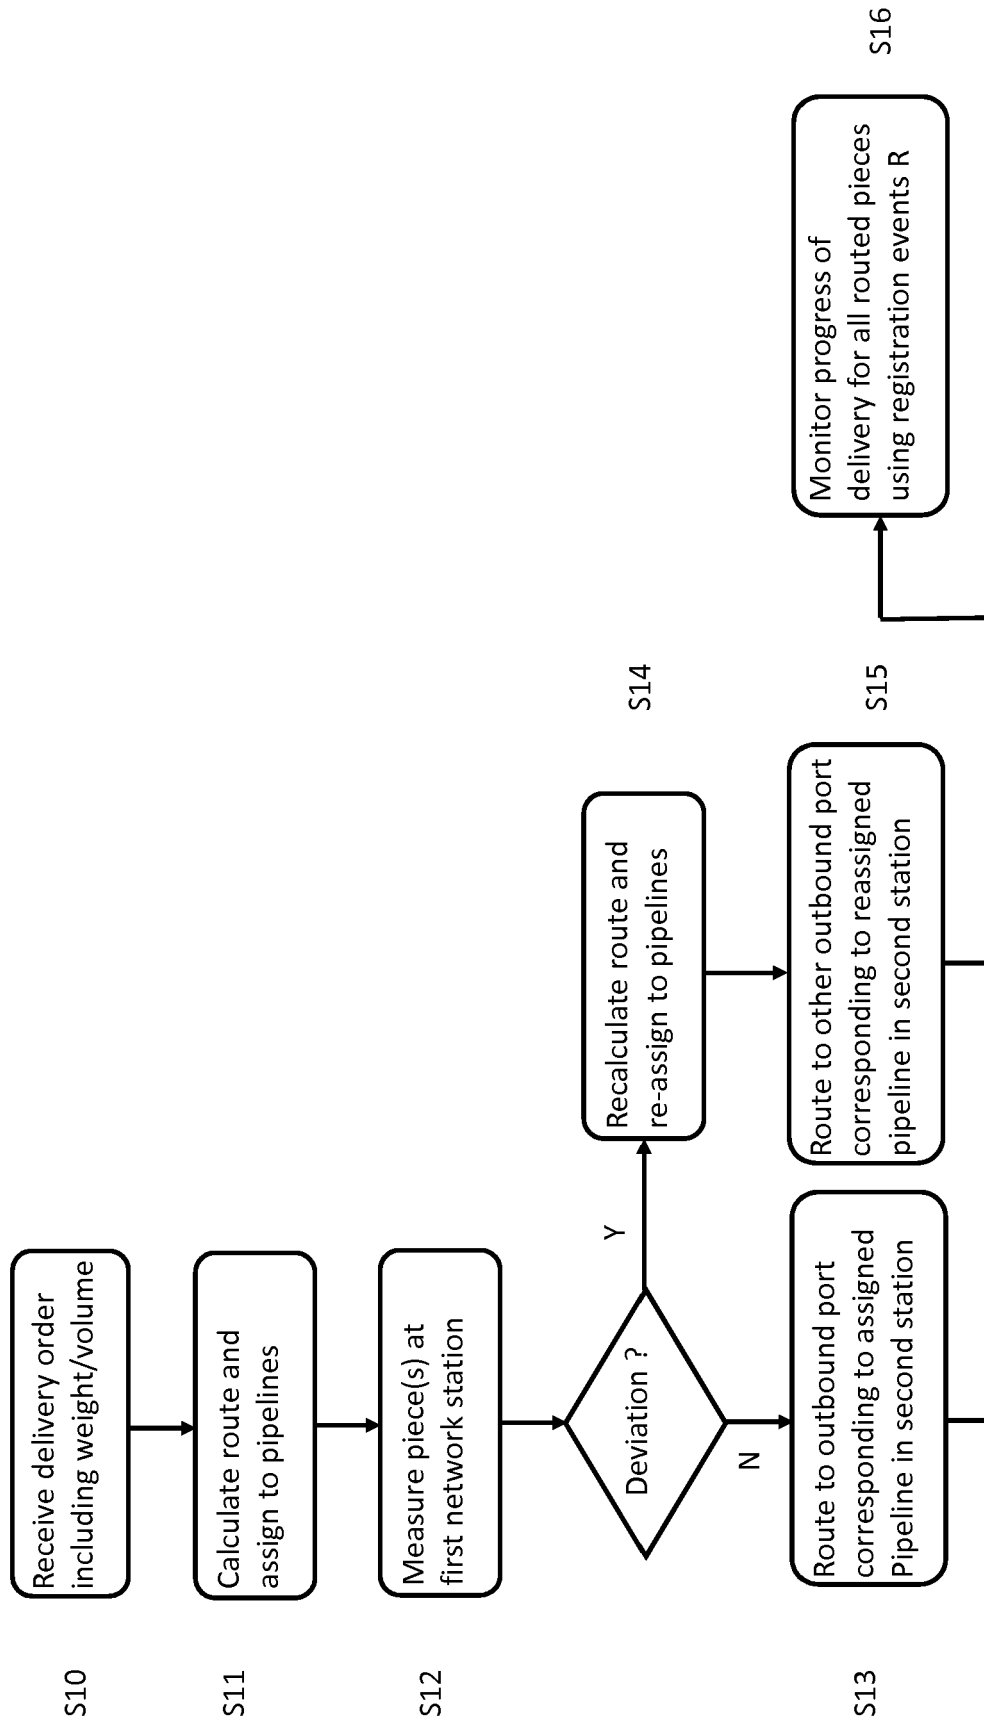 S10
Receive delivery order
including weight/volume
S11
Calculate route and
assign to pipelines
S12
Measure piece(s) at
first network station
Deviation ?
Y
N
S14
Recalculate route and
re-assign to pipelines
S13
Route to outbound port
corresponding to assigned
Pipeline in second station
S15
Route to other outbound port
corresponding to reassigned
pipeline in second station
S16
Monitor progress of
delivery for all routed pieces
using registration events R